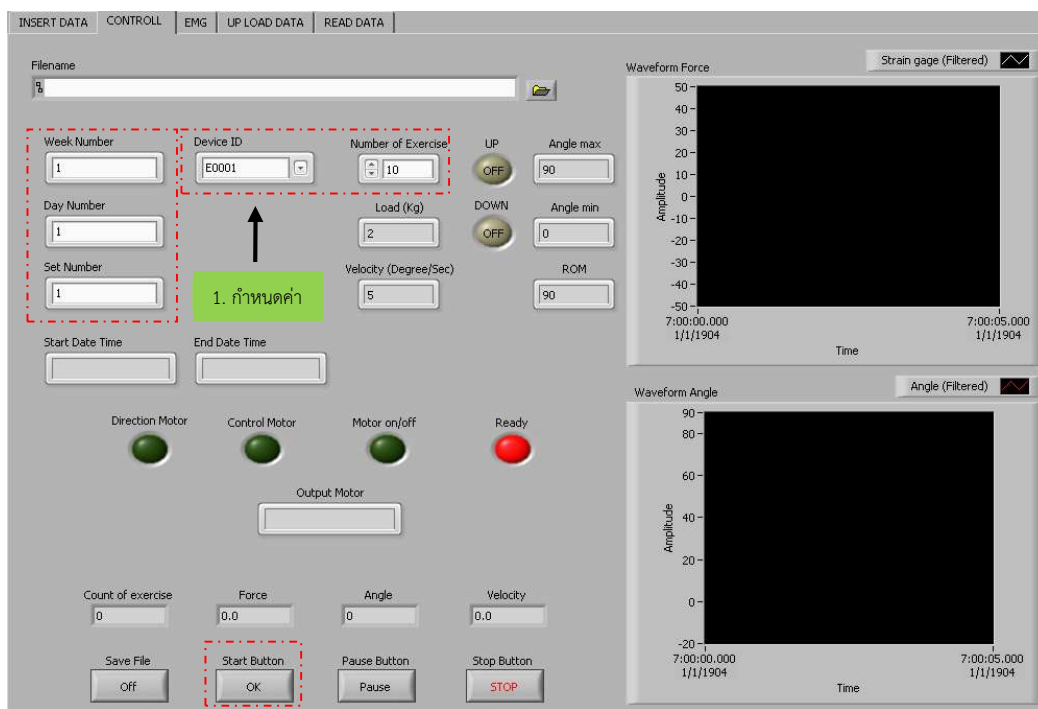 INSERT DATA CONTROLL EMG UP LOAD DATA READ DATA
Filename
Week Number
1
Device ID
E0001
Number of Exercise
10
UP
OFF
Angle max
90
Day Number
1
Load (Kg)
2
DOWN
OFF
Angle min
0
Set Number
1
1. กำหนดค่า
Velocity (Degree/Sec)
5
ROM
90
Start Date Time
End Date Time
Direction Motor
Control Motor
Motor on/off
Ready
Output Motor
Count of exercise
0
Force
0.0
Angle
0
Velocity
0.0
Save File
Off
Start Button
OK
Pause Button
Pause
Stop Button
STOP
Waveform Force
Strain gage (Filtered)
50
40
30
20
10
0
-10
-20
-30
-40
-50
Amplitude
7:00:00.000
1/1/1904
7:00:05.000
1/1/1904
Time
Waveform Angle
Angle (Filtered)
90
80
60
40
20
0
-20
Amplitude
7:00:00.000
1/1/1904
7:00:05.000
1/1/1904
Time